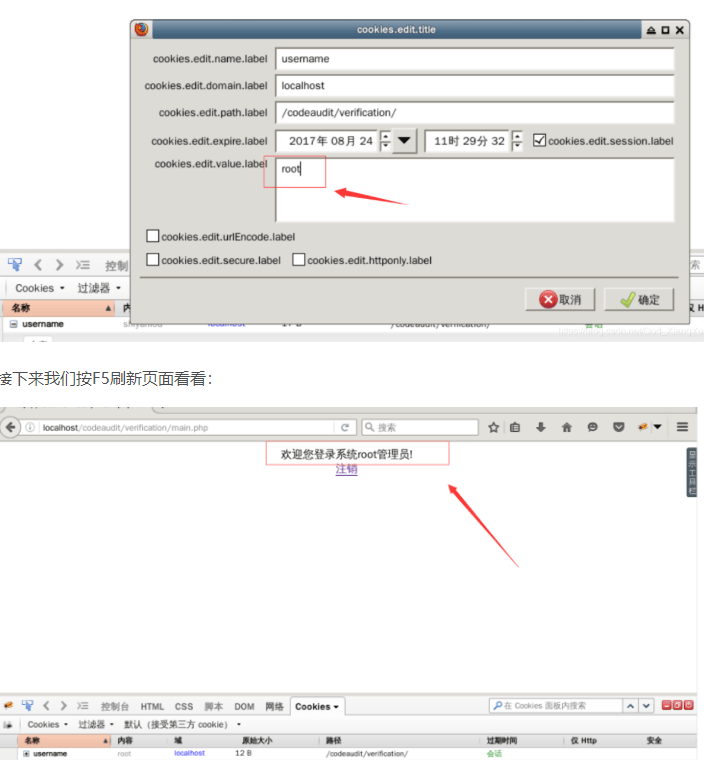 cookies.edit.title
cookies.edit.name.label username
cookies.edit.domain.label localhost
cookies.edit.path.label /codeaudit/verification/
cookies.edit.expire.label 2017年 08月 24 11时 29分 32 cookies.edit.session.label
cookies.edit.value.label root
cookies.edit.urlEncode.label
cookies.edit.secure.label cookies.edit.httponly.label
取消 确定
控制
Cookies 过滤器
名称
username
接下来我们按F5刷新页面看看：
localhost/codeaudit/verification/main.php 搜索
欢迎您登录系统root管理员!
注销
显示工具栏
控制台 HTML CSS 脚本 DOM 网络 Cookies 在 Cookies 面板内搜索
Cookies 过滤器 默认（接受第三方 cookie）
名称 内容 域 原始大小 路径 过期时间 仅 Http 安全
username root localhost 12 B /codeaudit/verification/ 会话